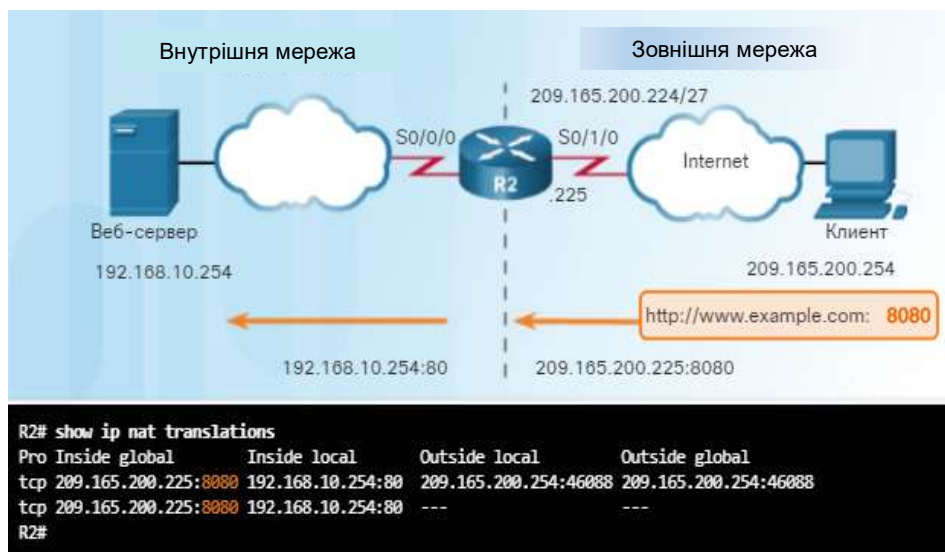 Внутрішня мережа
Зовнішня мережа
209.165.200.224/27
S0/0/0
S0/1/0
Internet
R2
.225
Веб-сервер
Клиент
192.168.10.254
209.165.200.254
http://www.example.com: 8080
192.168.10.254:80
209.165.200.225:8080
R2# show ip nat translations
Pro Inside global Inside local Outside local Outside global
tcp 209.165.200.225:8080 192.168.10.254:80 209.165.200.254:46088 209.165.200.254:46088
tcp 209.165.200.225:8080 192.168.10.254:80 --- ---
R2#